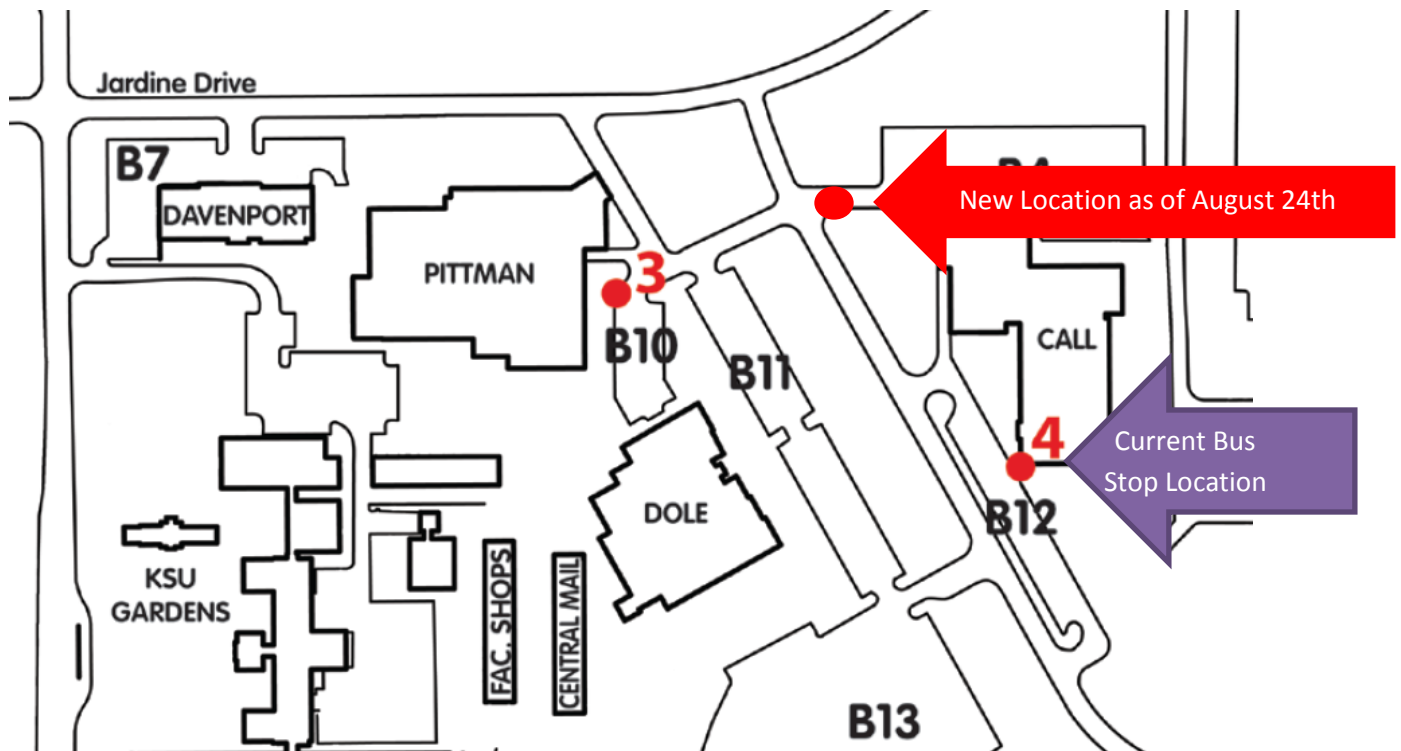 Jardine Drive
B7
DAVENPORT
New Location as of August 24th
PITTMAN
3
B10
B11
CALL
4
Current Bus
Stop Location
B12
DOLE
KSU
GARDENS
FAC. SHOPS
CENTRAL MAIL
B13